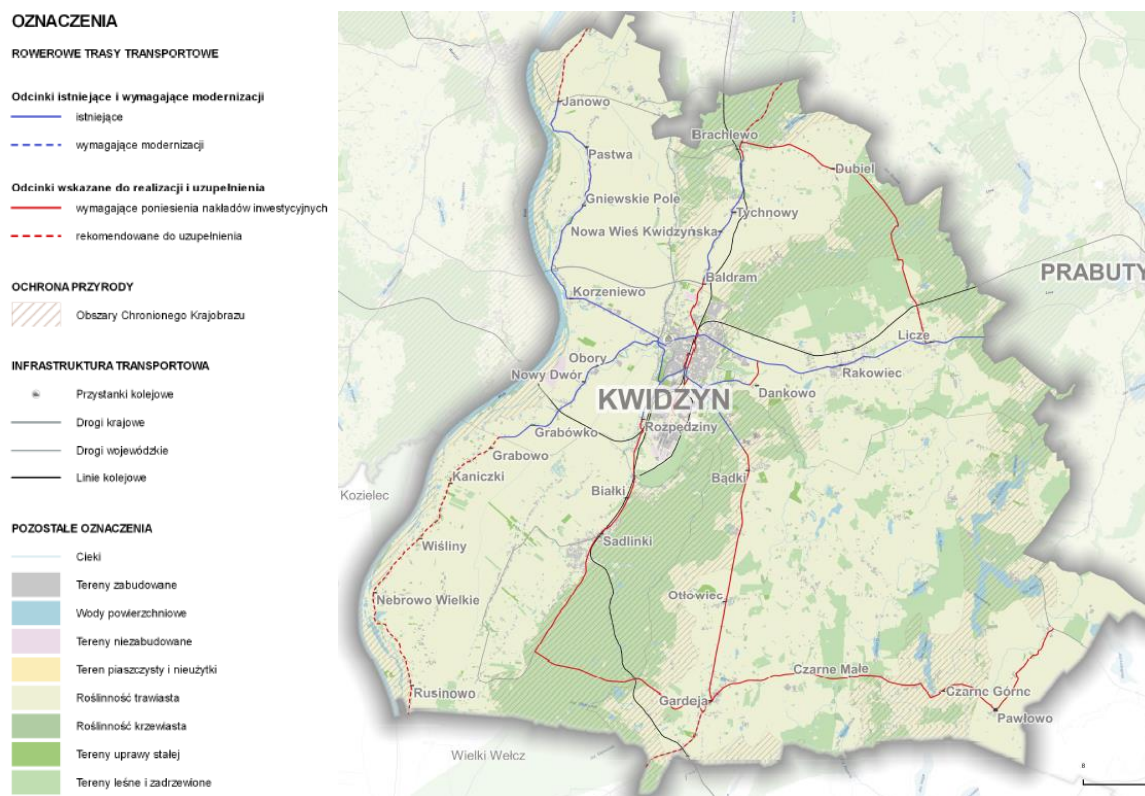 OZNACZENIA
ROWEROWE TRASY TRANSPORTOWE
Odcinki istniejące i wymagające modernizacji
istniejące
wymagające modernizacji
Odcinki wskazane do realizacji i uzupełnienia
wymagające poniesienia nakładów inwestycyjnych
rekomendowane do uzupełnienia
OCHRONA PRZYRODY
Obszary Chronionego Krajobrazu
INFRASTRUKTURA TRANSPORTOWA
Przystanki kolejowe
Drogi krajowe
Drogi wojewódzkie
Linie kolejowe
POZOSTAŁE OZNACZENIA
Cieki
Tereny zabudowane
Wody powierzchniowe
Tereny niezabudowane
Teren piaszczysty i nieużytki
Roślinność trawiasta
Roślinność krzewiasta
Tereny uprawy stałej
Tereny leśne i zadrzewione
Janowo
Brachlewo
Pastwa
Dubiel
Gniewskie Pole
Tychnowy
Nowa Wieś Kwidzyńska
Baldram
PRABUTY
Korzeniewo
Licze
Obory
Rakowiec
Nowy Dwór
Dankowo
KWIDZYN
Grabówko
Rozpędziny
Grabowo
Kaniczki
Bądki
Kozielec
Białki
Wiśliny
Sadlinki
Nebrowo Wielkie
Otłowiec
Czarne Małe
Rusinowo
Gardeja
Czarne Górne
Pawłowo
Wielki Wełcz
8